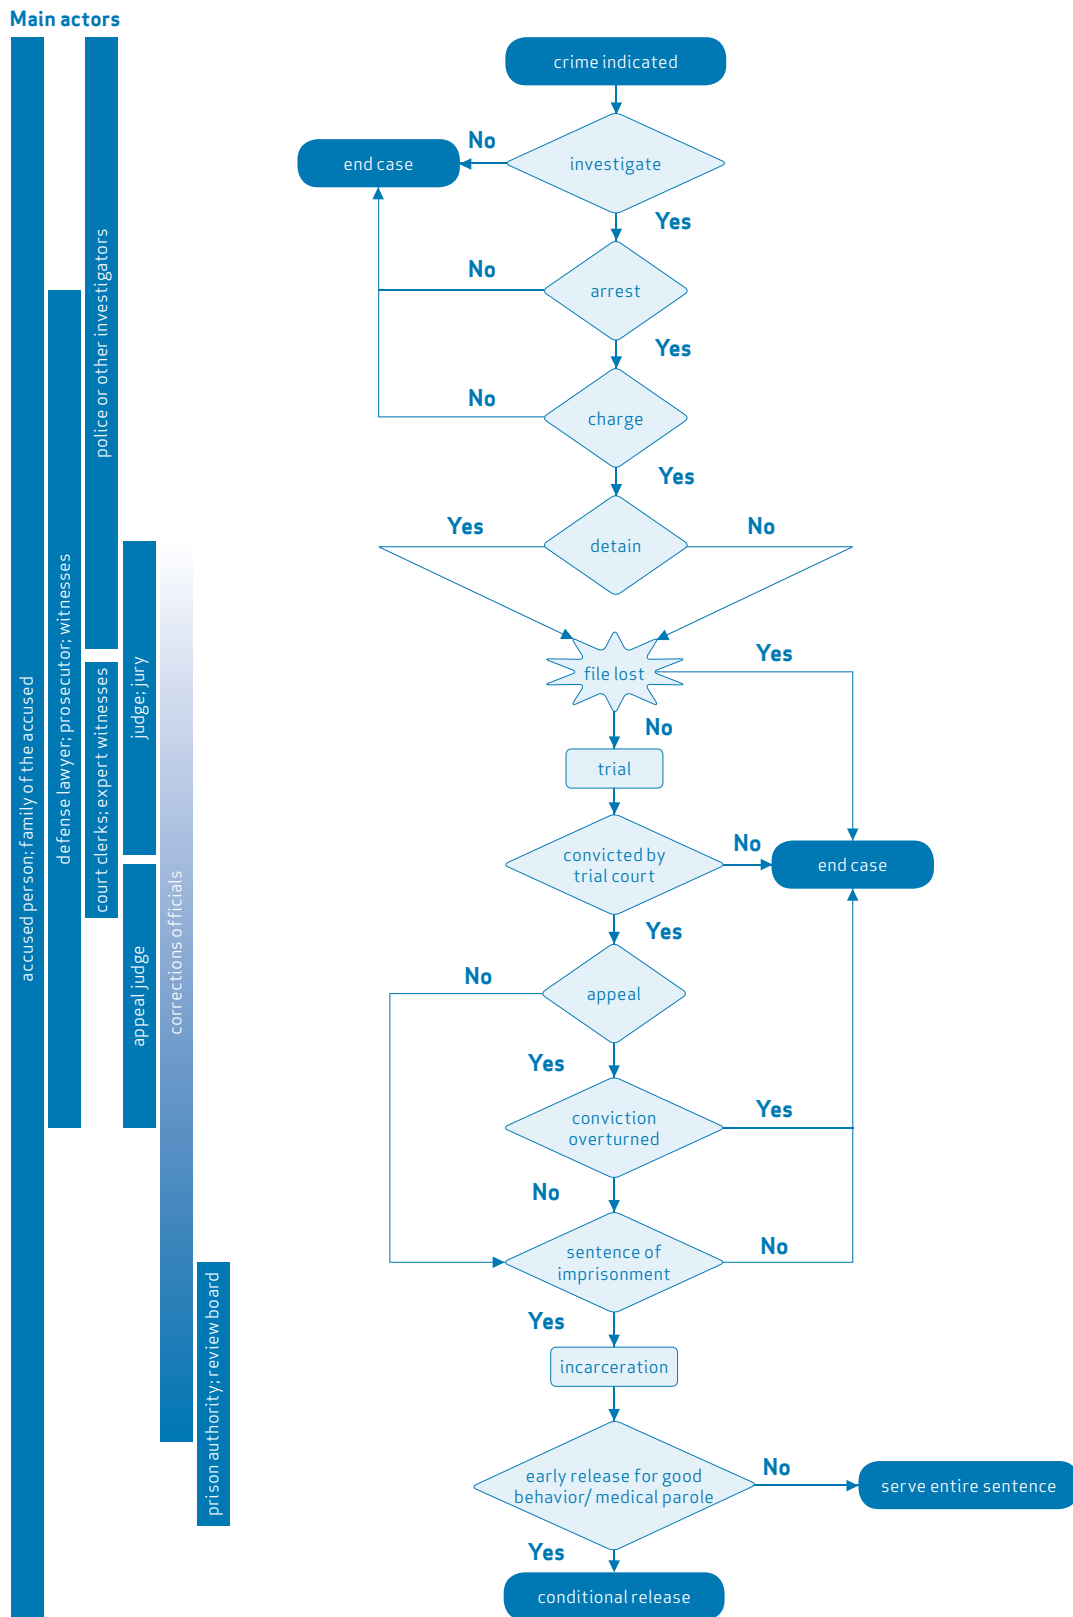 Main actors
accused person; family of the accused
defense lawyer; prosecutor; witnesses
police or other investigators
court clerks; expert witnesses
judge; jury
appeal judge
corrections officials
prison authority; review board
crime indicated
No
end case
investigate
Yes
No
arrest
Yes
No
charge
Yes
Yes
No
detain
file lost
Yes
No
trial
convicted by
trial court
No
end case
Yes
No
appeal
Yes
conviction
overturned
Yes
No
sentence of
imprisonment
No
Yes
incarceration
early release for good
behavior/ medical parole
No
serve entire sentence
Yes
conditional release